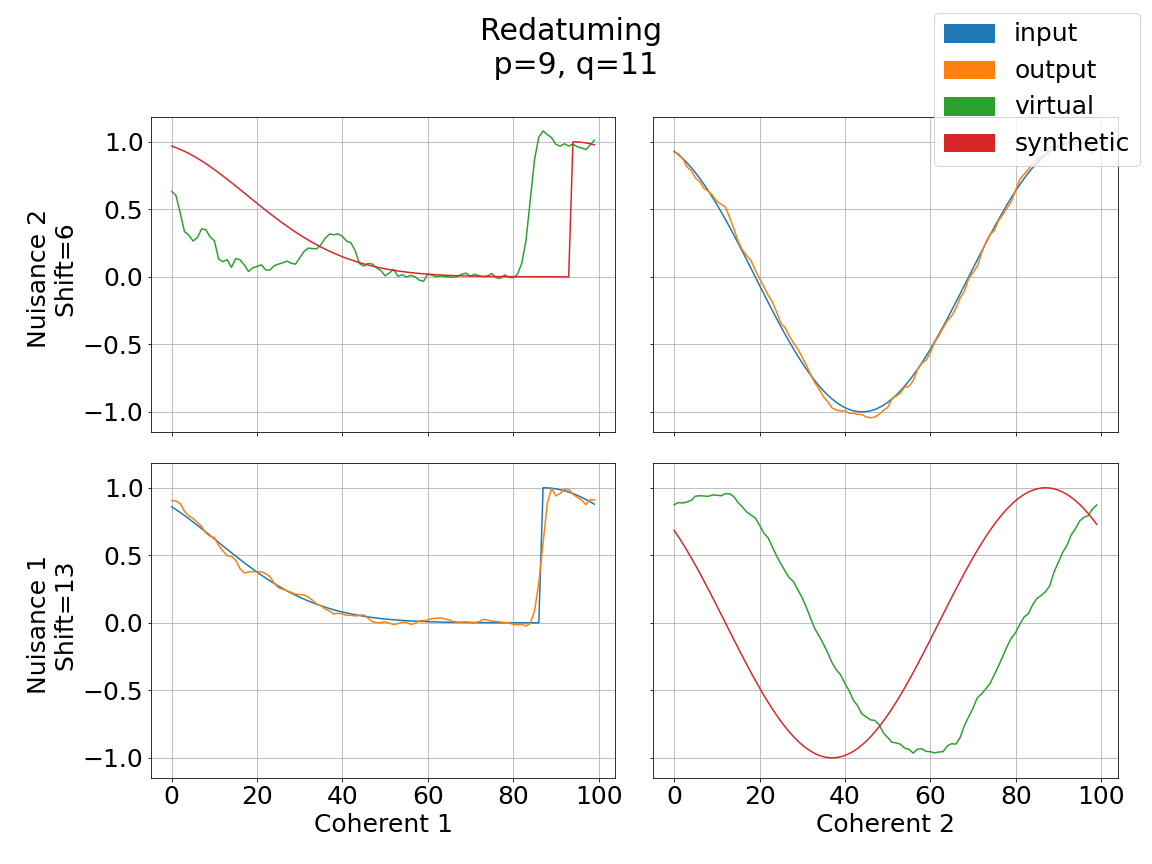 Redatuming
p=9, q=11
input
output
virtual
synthetic
Nuisance 2
Shift=6
1.0
0.5
0.0
−0.5
−1.0
Nuisance 1
Shift=13
1.0
0.5
0.0
−0.5
−1.0
0 20 40 60 80 100
0 20 40 60 80 100
Coherent 1
Coherent 2